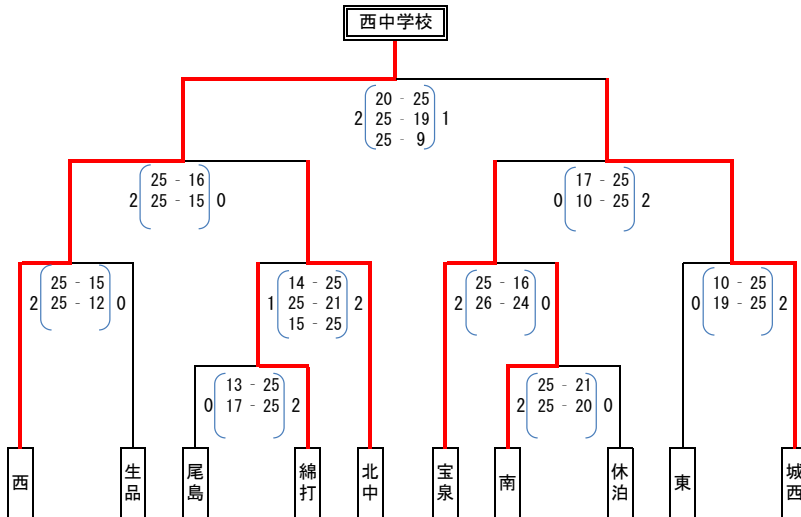 西中学校
20 - 25
2 25 - 19 1
25 - 9
25 - 16
2 25 - 15 0
17 - 25
0 10 - 25 2
25 - 15
2 25 - 12 0
14 - 25
1 25 - 21 2
15 - 25
25 - 16
2 26 - 24 0
10 - 25
0 19 - 25 2
13 - 25
0 17 - 25 2
25 - 21
2 25 - 20 0
西
生品
尾島
綿打
北中
宝泉
南
休泊
東
城西